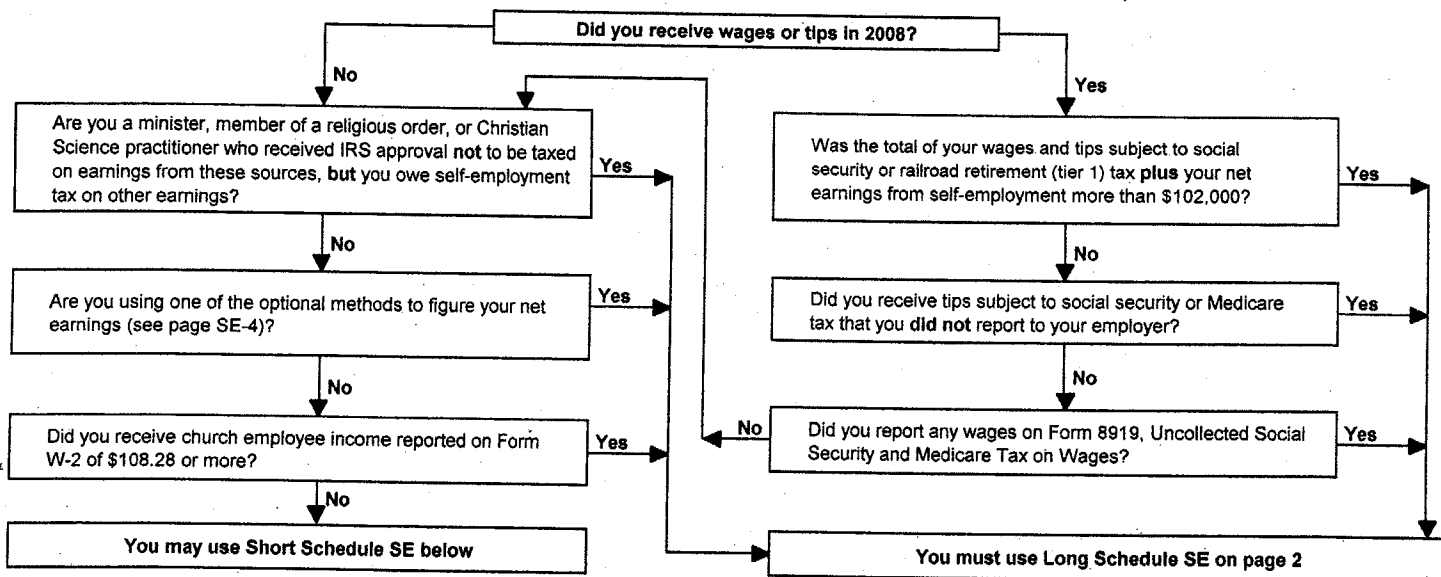 Did you receive wages or tips in 2008?
No
Yes
Are you a minister, member of a religious order, or Christian
Science practitioner who received IRS approval not to be taxed
on earnings from these sources, but you owe self-employment
tax on other earnings?
Yes
Was the total of your wages and tips subject to social
security or railroad retirement (tier 1) tax plus your net
earnings from self-employment more than $102,000?
Yes
No
No
Are you using one of the optional methods to figure your net
earnings (see page SE-4)?
Yes
Did you receive tips subject to social security or Medicare
tax that you did not report to your employer?
Yes
No
No
Did you receive church employee income reported on Form
W-2 of $108.28 or more?
Yes
No
Did you report any wages on Form 8919, Uncollected Social
Security and Medicare Tax on Wages?
Yes
No
You may use Short Schedule SE below
You must use Long Schedule SE on page 2